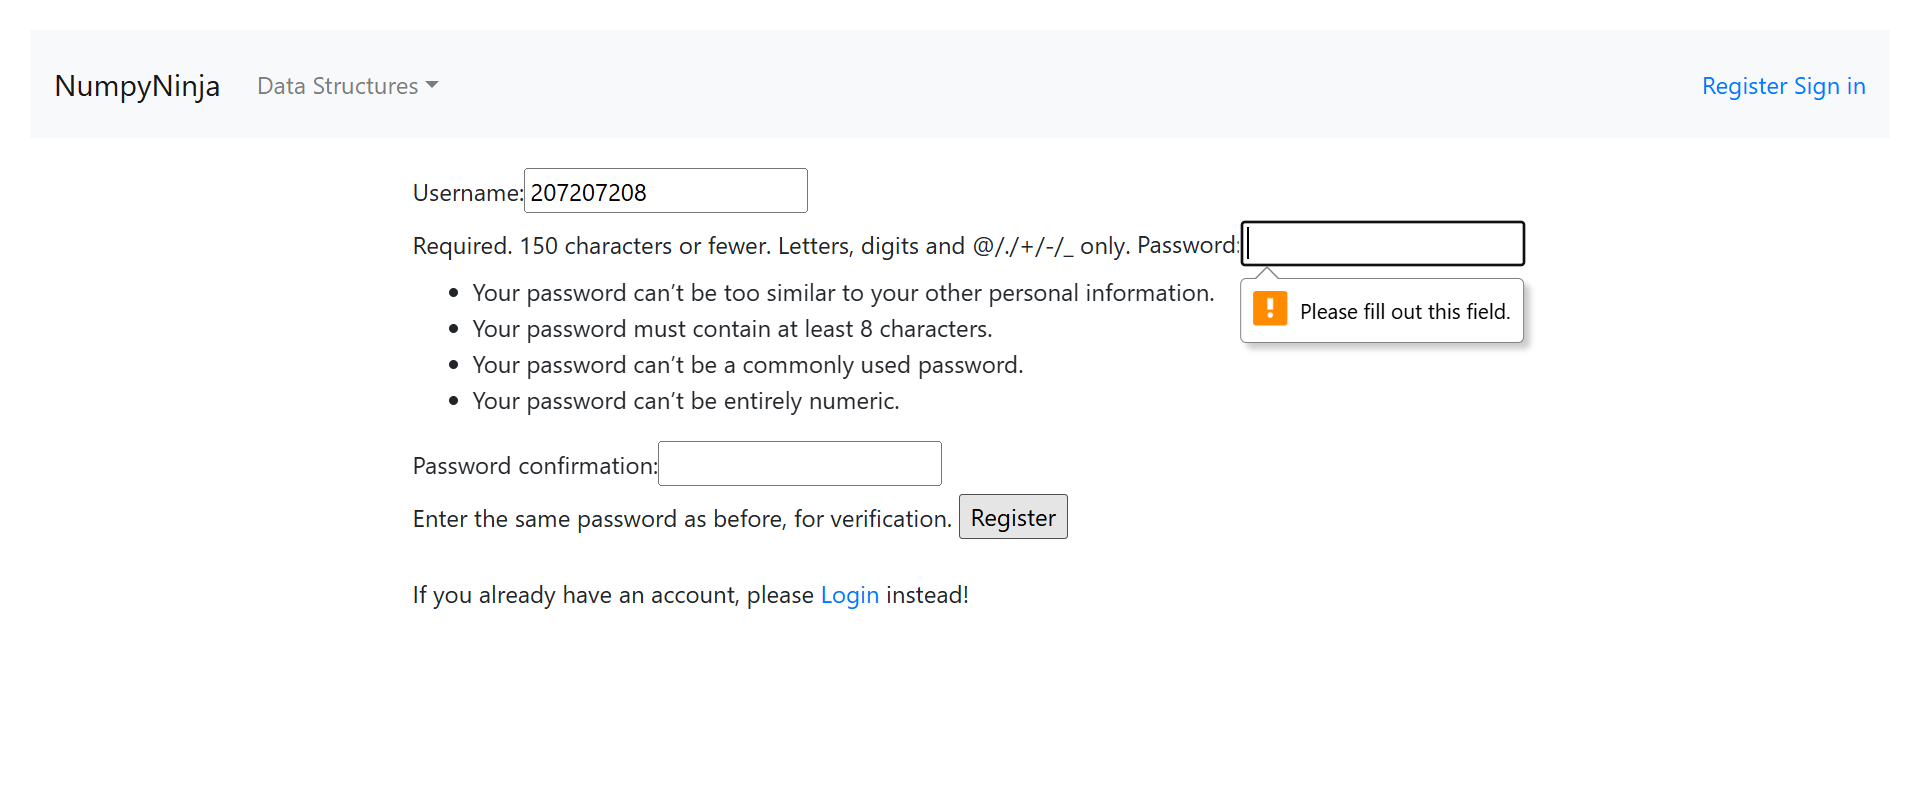 NumpyNinja Data Structures Register Sign in
Username: 207207208
Required. 150 characters or fewer. Letters, digits and @/./+/-/_ only. Password:
Please fill out this field.
Your password can’t be too similar to your other personal information.
Your password must contain at least 8 characters.
Your password can’t be a commonly used password.
Your password can’t be entirely numeric.
Password confirmation:
Enter the same password as before, for verification. Register
If you already have an account, please Login instead!